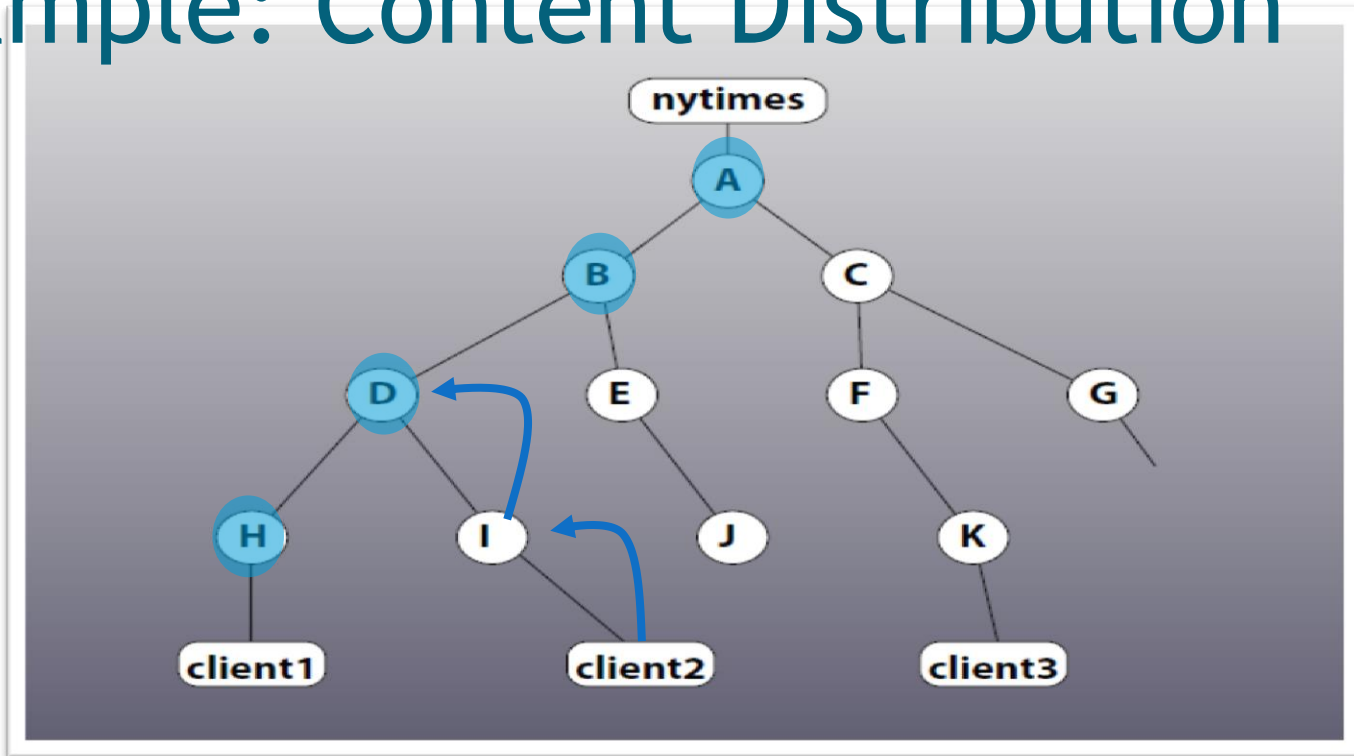 mple: Content Distribution
nytimes
A
B
C
D
E
F
G
H
I
J
K
client1
client2
client3